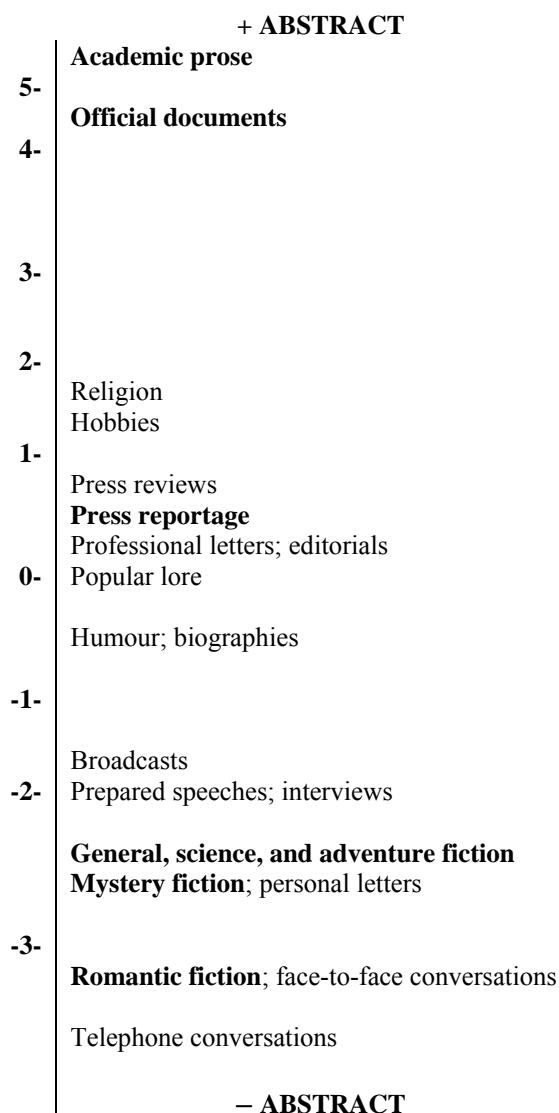 + ABSTRACT
Academic prose
5-
Official documents
4-
3-
2-
Religion
Hobbies
1-
Press reviews
Press reportage
Professional letters; editorials
0- Popular lore
Humour; biographies
-1-
Broadcasts
-2- Prepared speeches; interviews
General, science, and adventure fiction
Mystery fiction; personal letters
-3-
Romantic fiction; face-to-face conversations
Telephone conversations
– ABSTRACT